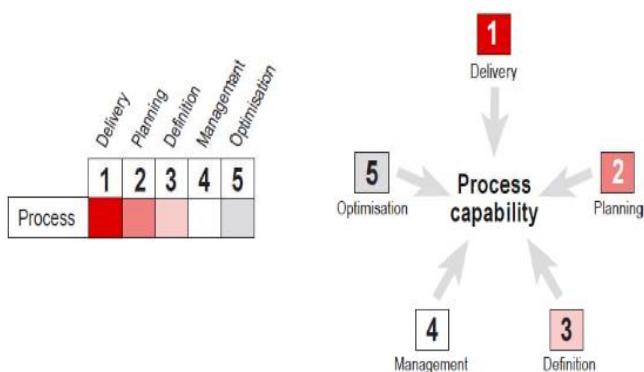 Delivery
Planning
Definition
Management
Optimisation
1 2 3 4 5
Process
1
Delivery
5
Optimisation
Process
capability
2
Planning
4
Management
3
Definition